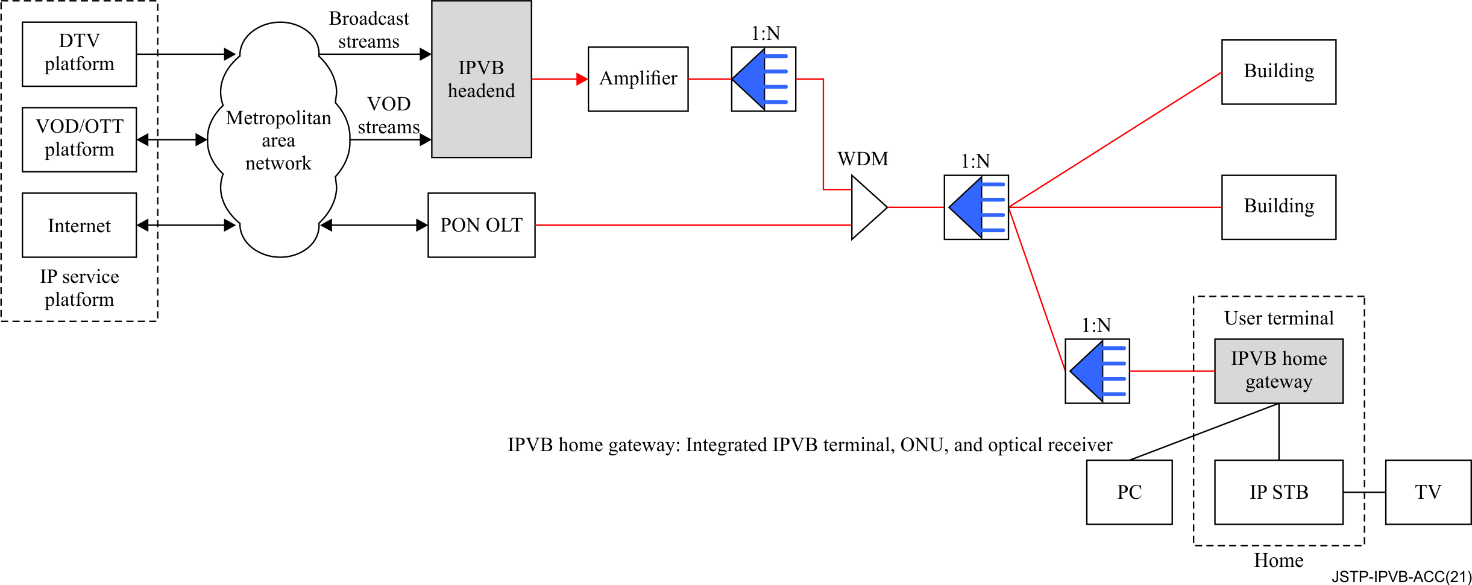 DTV
platform
VOD/OTT
platform
Internet
IP service
platform
Metropolitan
area
network
Broadcast
streams
VOD
streams
IPVB
headend
PON OLT
Amplifier
1:N
WDM
1:N
Building
Building
1:N
User terminal
IPVB home
gateway
IPVB home gateway: Integrated IPVB terminal, ONU, and optical receiver
PC
IP STB
TV
Home
JSTP-IPVB-ACC(21)